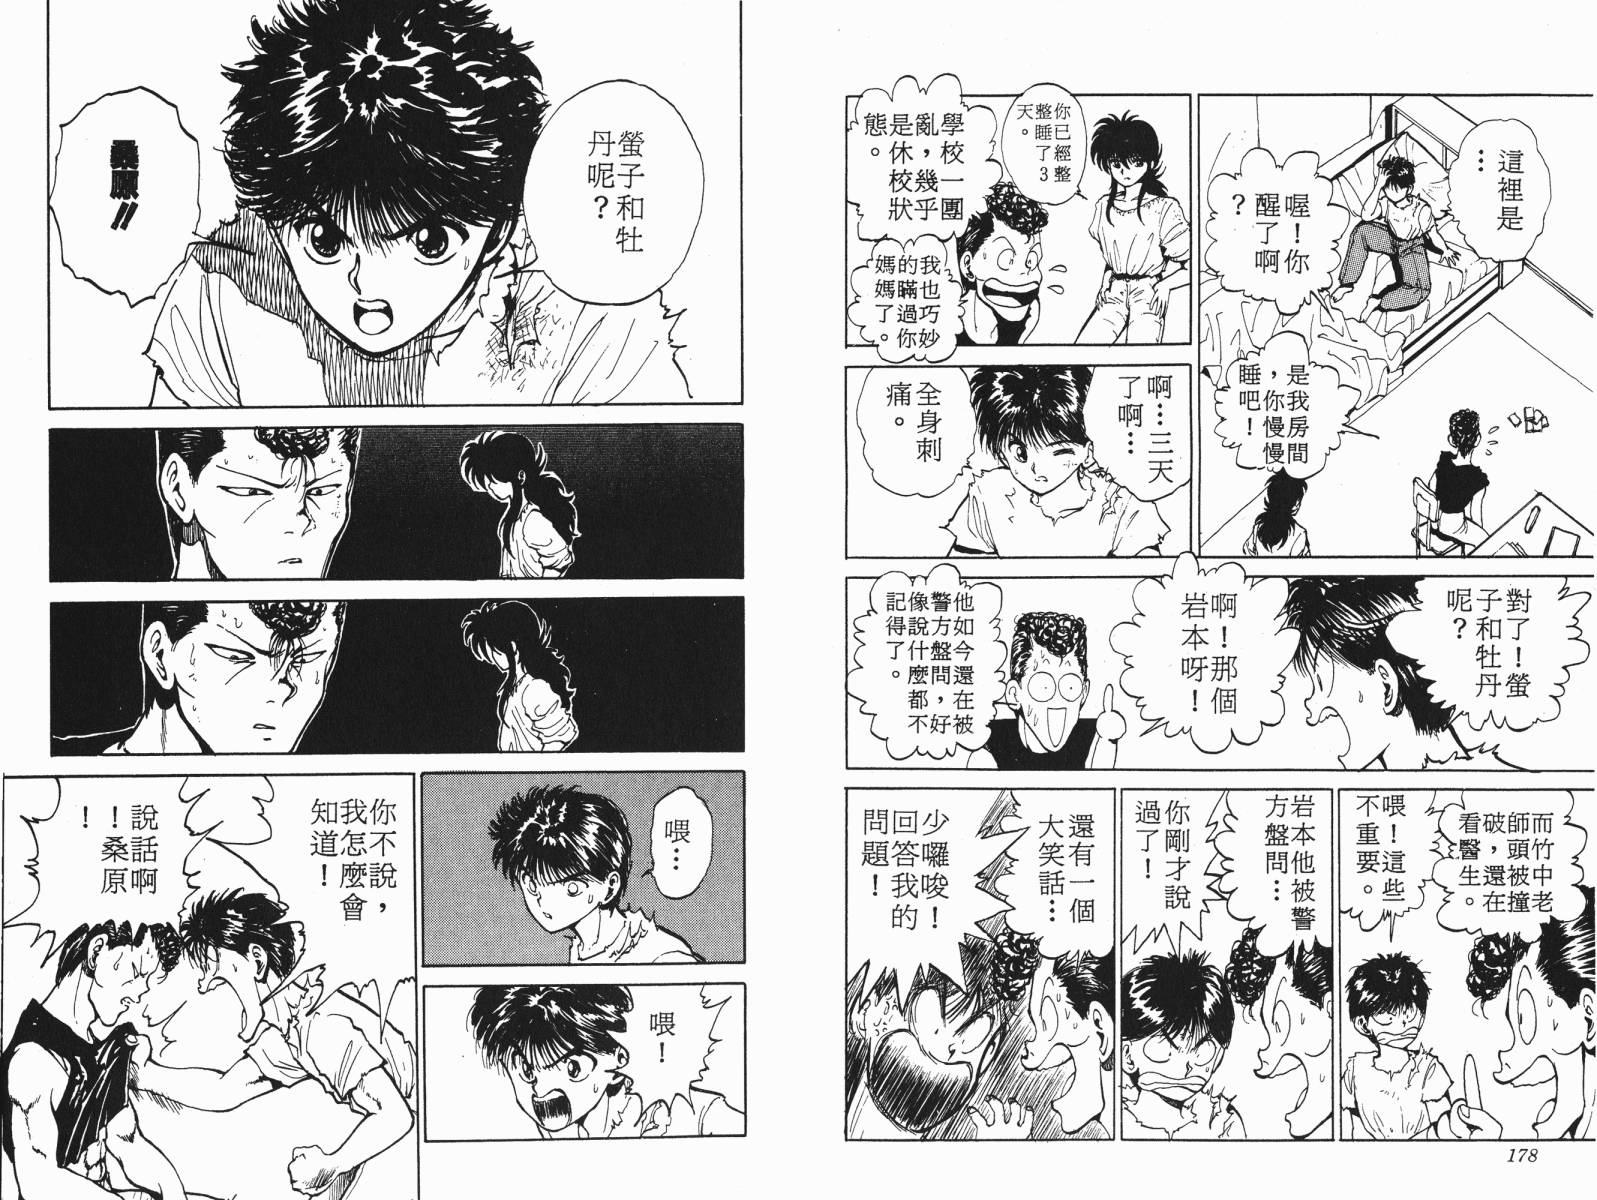 這裡是
…
喔！你
醒了啊
？
是我房間
，你慢慢
睡吧！
你已經整
整睡了3
天。
學校一團
亂，幾乎
是休校狀
態。
我也巧妙
的瞞過你
媽媽了。
啊…三天
了啊…
全身刺
痛。
對了！螢
子和牡丹
呢？
啊！那個
岩本呀！
他如今還在被
警方盤問，好
像說什麼都不
記得了。
而竹中老
師頭被撞
破，還在
看醫生。
喂！這些
不重要。
岩本他被警
方盤問…
你剛才說
過了！
還有一個
大笑話…
少囉唆！
回答我的
問題！
178
螢子和牡
丹呢？
桑原!!
喂…
喂！
你不說，
我怎麼會
知道！
說話啊
！桑原
！